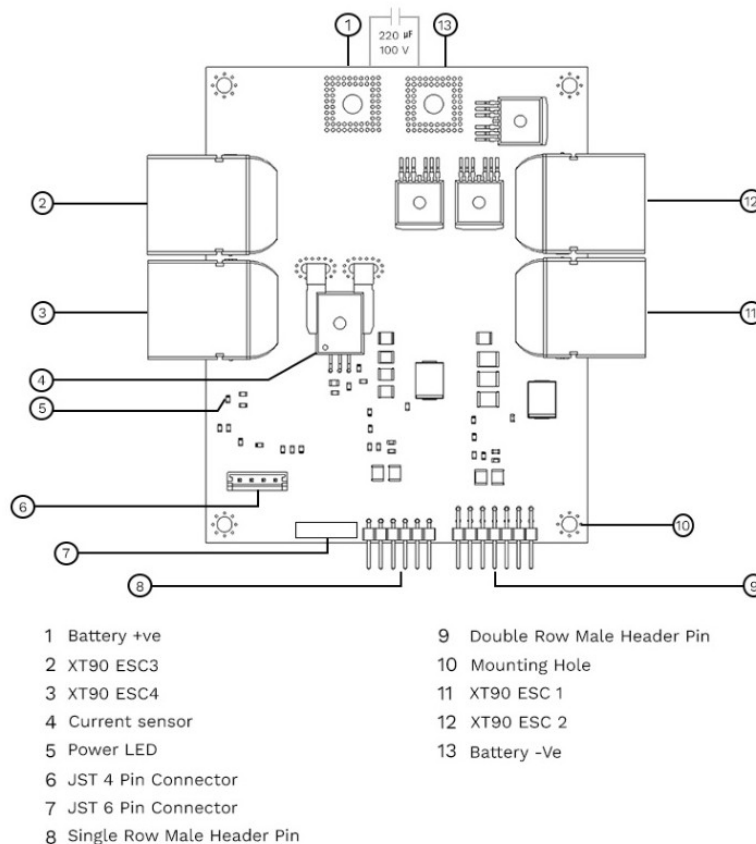 1
220 µF
100 V
13
2
12
3
11
4
5
6
10
7
8
9
1 Battery +ve
2 XT90 ESC3
3 XT90 ESC4
4 Current sensor
5 Power LED
6 JST 4 Pin Connector
7 JST 6 Pin Connector
8 Single Row Male Header Pin
9 Double Row Male Header Pin
10 Mounting Hole
11 XT90 ESC 1
12 XT90 ESC 2
13 Battery -Ve